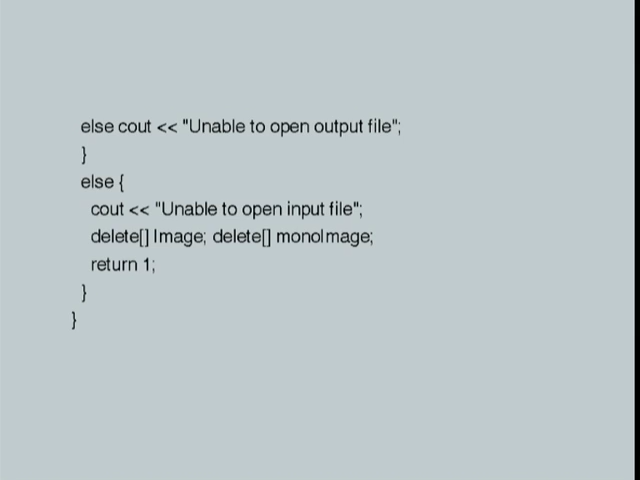 else cout << "Unable to open output file";
}
else {
cout << "Unable to open input file";
delete[] Image; delete[] monoImage;
return 1;
}
}